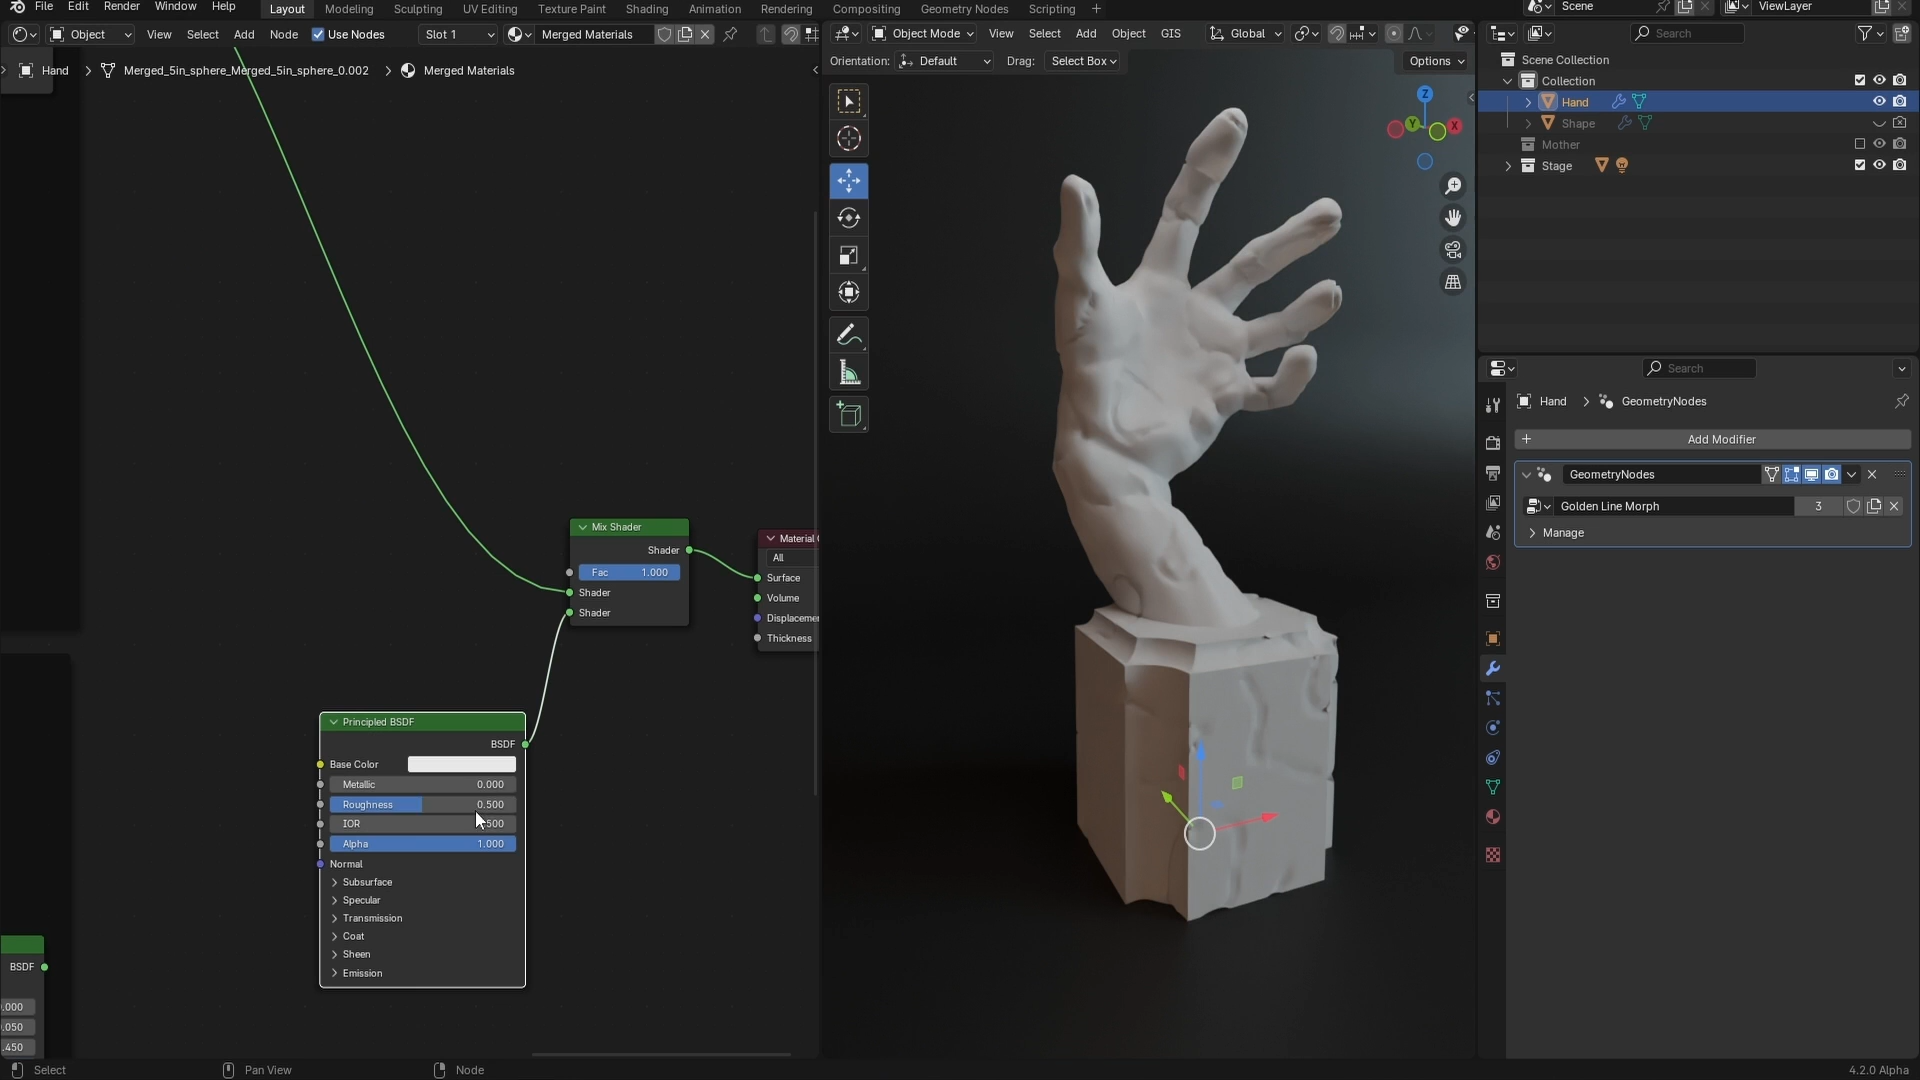 File Edit Render Window Help Layout Modeling Sculpting UV Editing Texture Paint Shading Animation Rendering Compositing Geometry Nodes Scripting + Scene ViewLayer
Object View Select Add Node Use Nodes Slot 1 Merged Materials
Object Mode View Select Add Object GIS Global
Search
Hand > Merged_5in_sphere_Merged_5in_sphere_0.002 > Merged Materials
Orientation: Default Drag: Select Box Options
Scene Collection
Collection
Hand
Shape
Mother
Stage
Z
Y
X
Search
Hand > GeometryNodes
+ Add Modifier
GeometryNodes
Golden Line Morph 3
Manage
Mix Shader
Shader
Fac 1.000
Shader
Shader
All
Surface
Volume
Thickness
Principled BSDF
BSDF
Base Color
Metallic 0.000
Roughness 0.500
IOR
Alpha 1.000
Normal
Subsurface
Specular
Transmission
Coat
Sheen
Emission
BSDF
.000
.050
.450
Select Pan View Node 4.2.0 Alpha